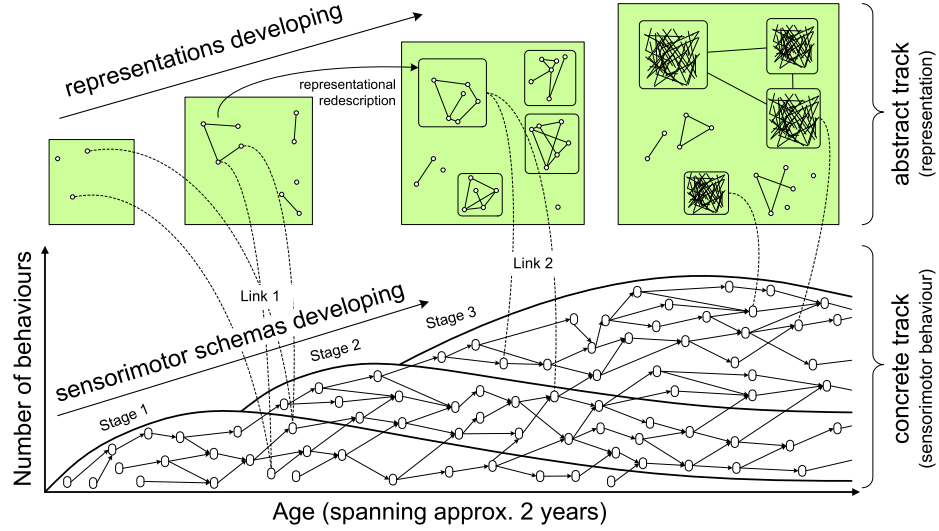 representations developing
representational
redescription
abstract track
(representation)
Link 1
Link 2
sensorimotor schemas developing
Stage 1
Stage 2
Stage 3
Number of behaviours
concrete track
(sensorimotor behaviour)
Age (spanning approx. 2 years)